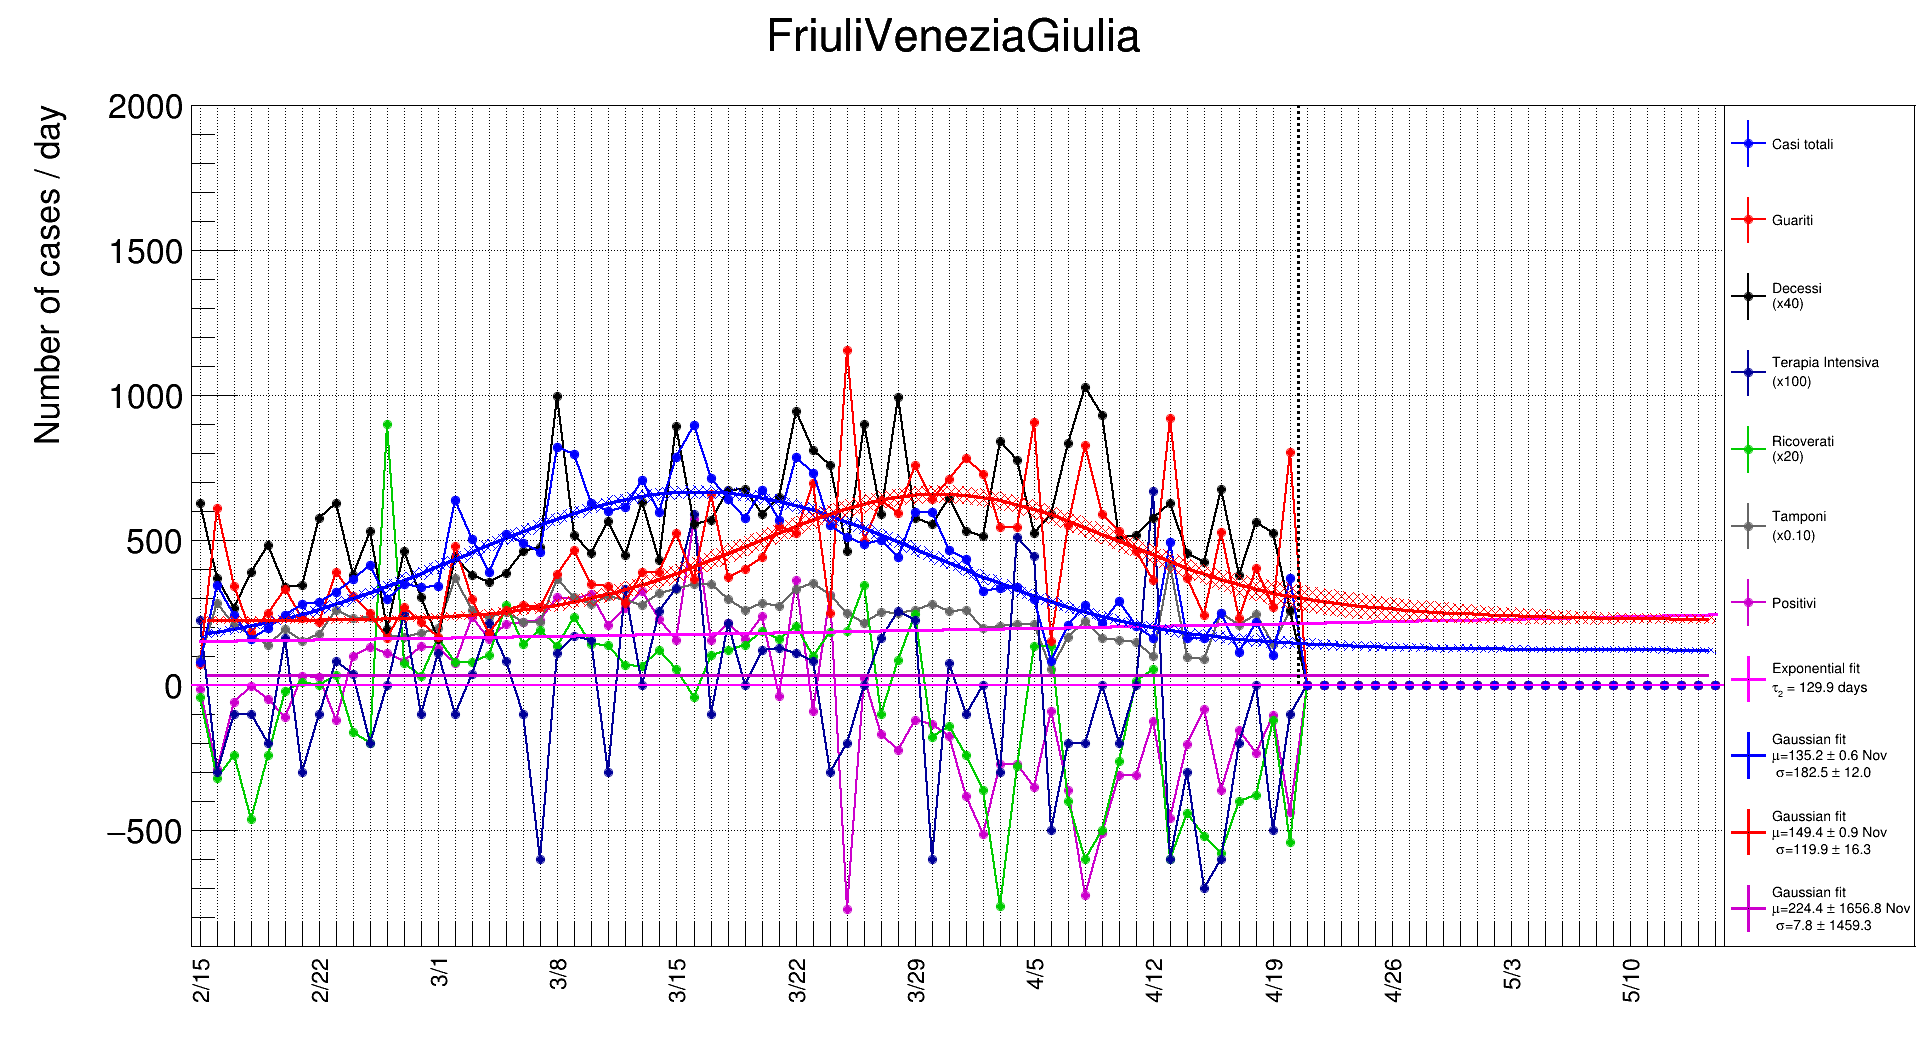 FriuliVeneziaGiulia
Number of cases / day
2000
1500
1000
500
0
−500
2/15
2/22
3/1
3/8
3/15
3/22
3/29
4/5
4/12
4/19
4/26
5/3
5/10
Casi totali
Guariti
Decessi
(x40)
Terapia Intensiva
(x100)
Ricoverati
(x20)
Tamponi
(x0.10)
Positivi
Exponential fit
τ2 = 129.9 days
Gaussian fit
μ=135.2 ± 0.6 Nov
σ=182.5 ± 12.0
Gaussian fit
μ=149.4 ± 0.9 Nov
σ=119.9 ± 16.3
Gaussian fit
μ=224.4 ± 1656.8 Nov
σ=7.8 ± 1459.3